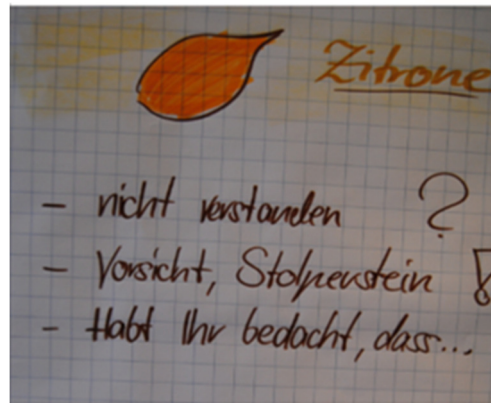 Zitrone
- nicht verstanden ?
- Vorsicht, Stolperstein !
- Habt Ihr bedacht, dass...